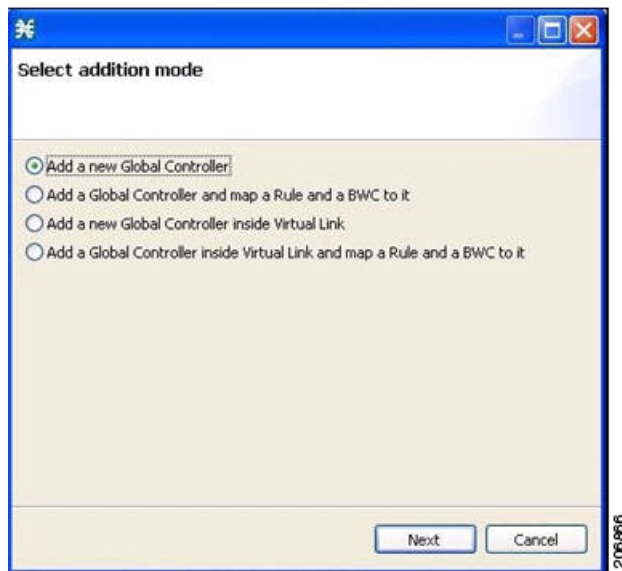 Select addition mode
Add a new Global Controller
Add a Global Controller and map a Rule and a BWC to it
Add a new Global Controller inside Virtual Link
Add a Global Controller inside Virtual Link and map a Rule and a BWC to it
Next
Cancel
206866